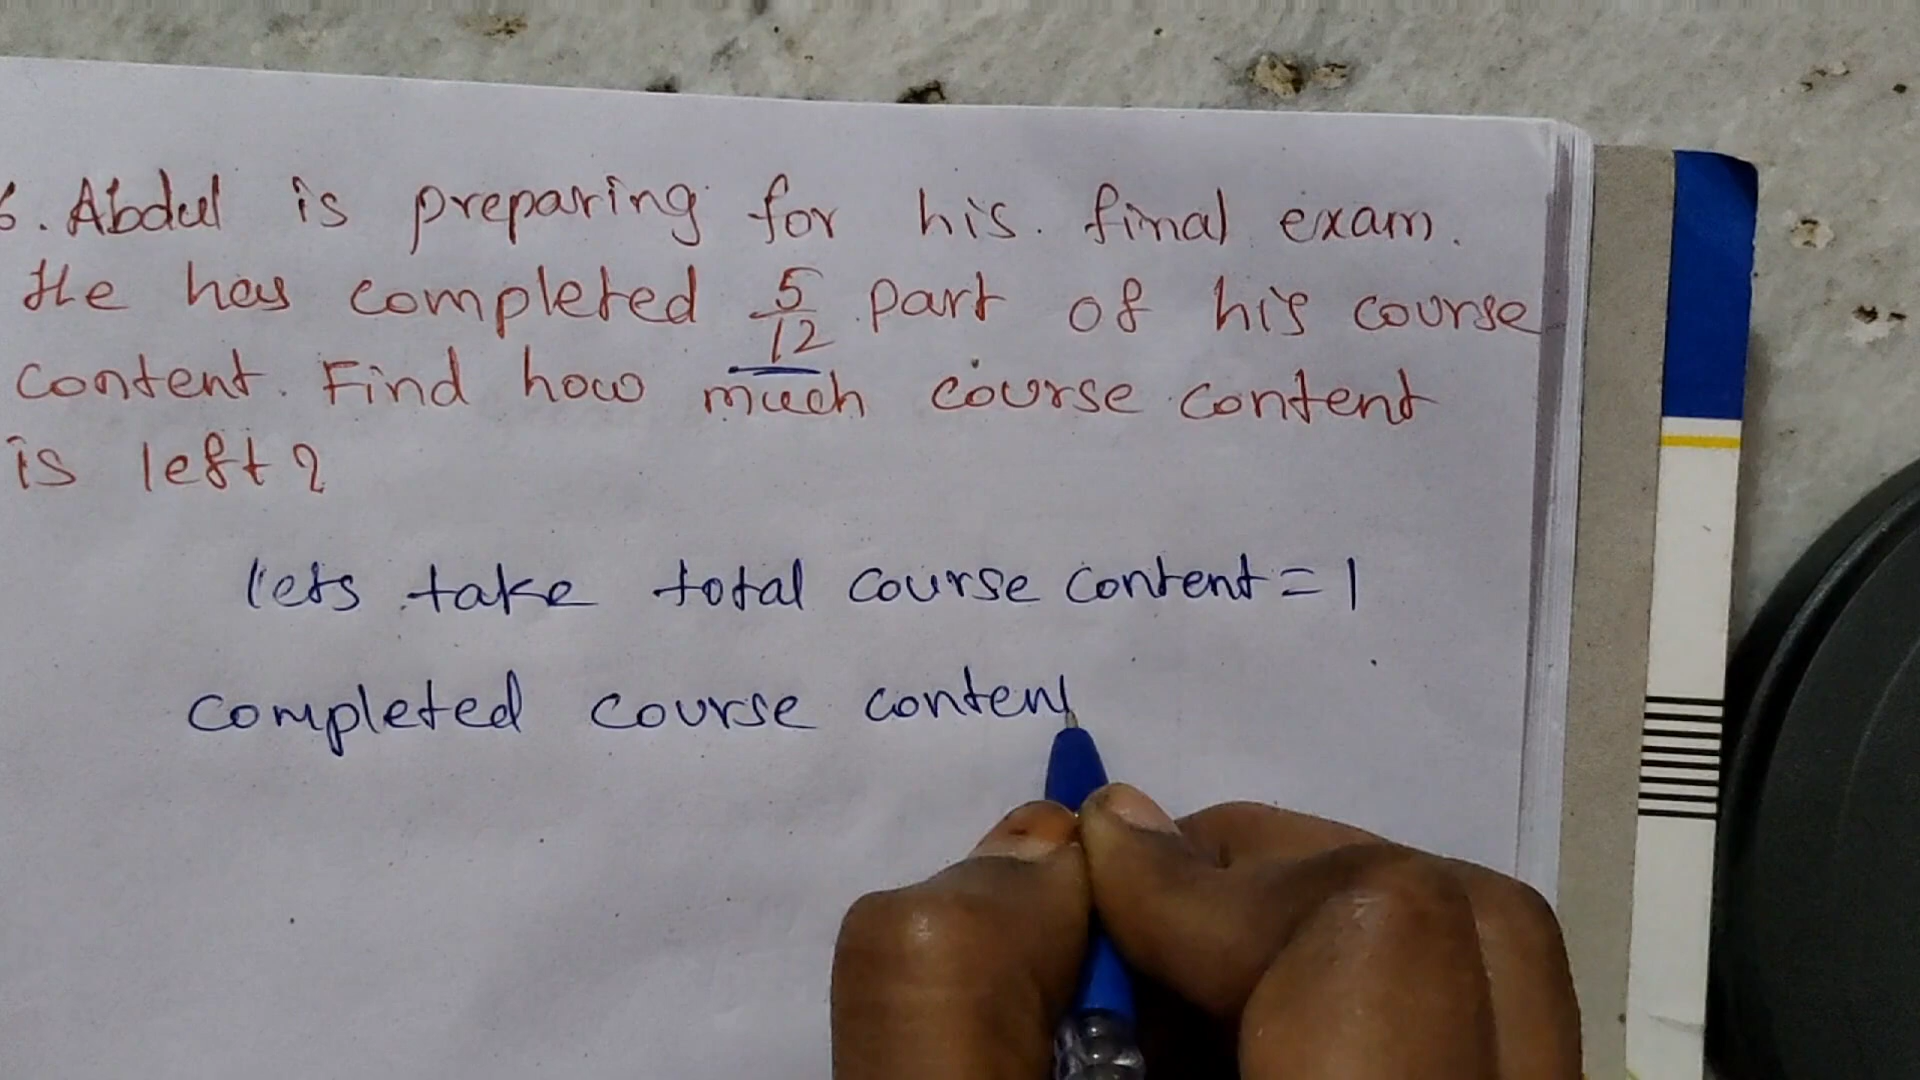 6. Abdul is preparing for his final exam.
He has completed 5/12 part of his course
content. Find how much course content
is left?
lets take total course content = 1
completed course content